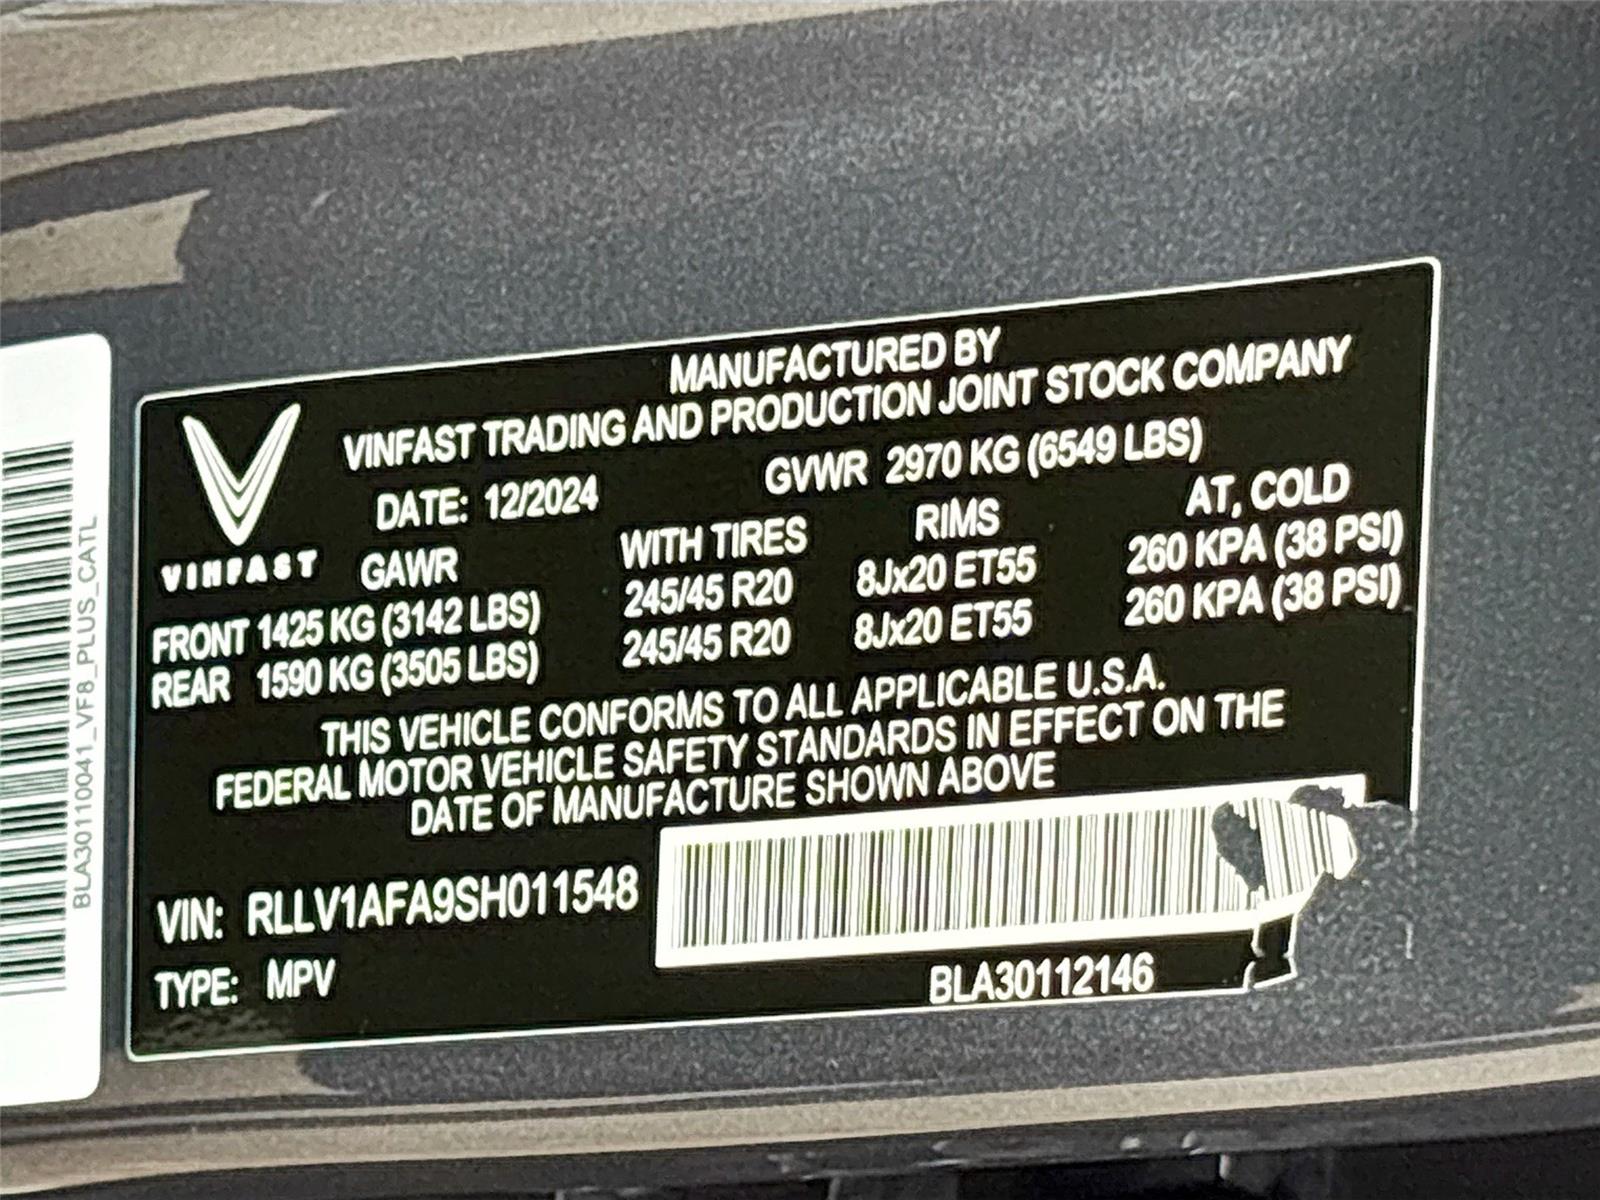 MANUFACTURED BY
VINFAST TRADING AND PRODUCTION JOINT STOCK COMPANY
DATE: 12/2024 GVWR 2970 KG (6549 LBS)
VINFAST
GAWR WITH TIRES RIMS AT, COLD
FRONT 1425 KG (3142 LBS) 245/45 R20 8Jx20 ET55 260 KPA (38 PSI)
REAR 1590 KG (3505 LBS) 245/45 R20 8Jx20 ET55 260 KPA (38 PSI)
THIS VEHICLE CONFORMS TO ALL APPLICABLE U.S.A.
FEDERAL MOTOR VEHICLE SAFETY STANDARDS IN EFFECT ON THE
DATE OF MANUFACTURE SHOWN ABOVE
VIN: RLLV1AFA9SH011548
TYPE: MPV
BLA30112146
BLA30110041_VF8_PLUS_CATL